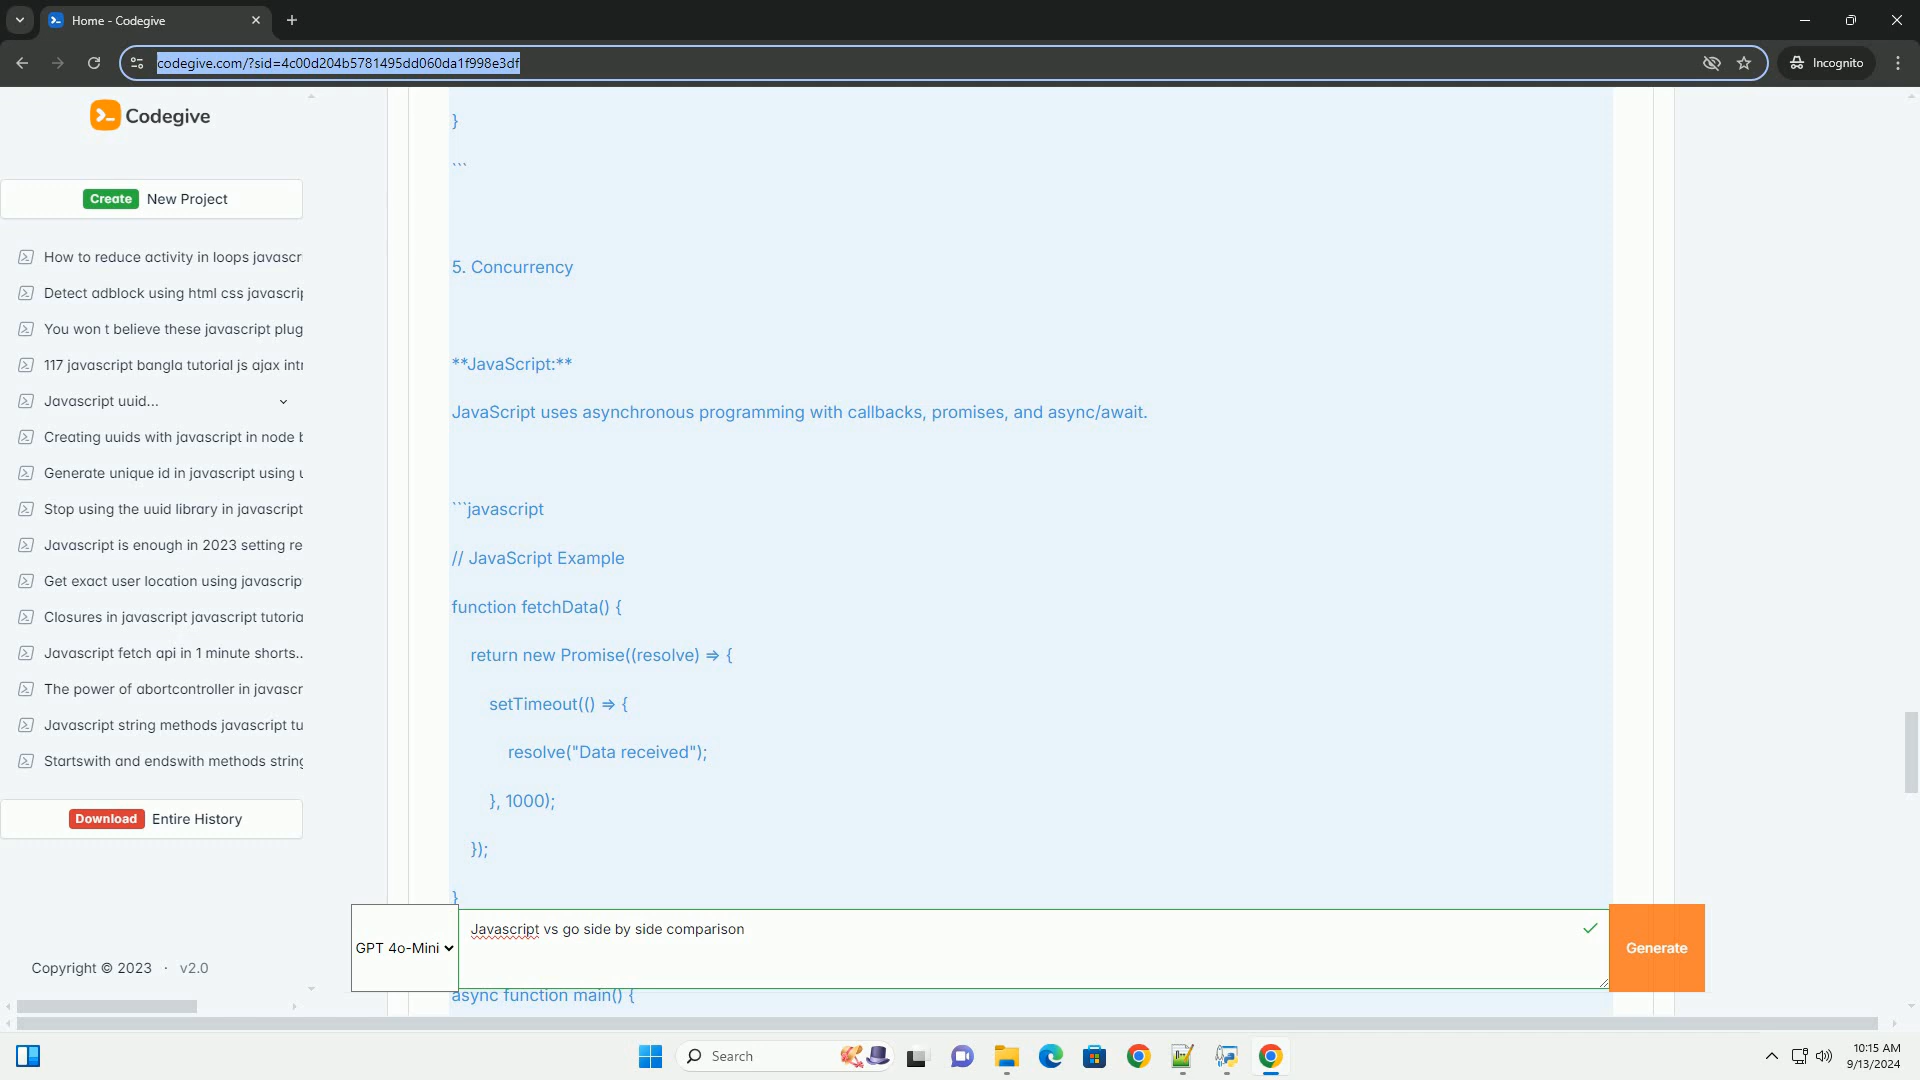 Home - Codegive
codegive.com/?sid=4c00d204b5781495dd060da1f998e3df
Incognito
Codegive
Create New Project
How to reduce activity in loops javascr
Detect adblock using html css javascrip
You won t believe these javascript plug
117 javascript bangla tutorial js ajax intr
Javascript uuid...
Creating uuids with javascript in node b
Generate unique id in javascript using u
Stop using the uuid library in javascript
Javascript is enough in 2023 setting re
Get exact user location using javascrip
Closures in javascript javascript tutoria
Javascript fetch api in 1 minute shorts..
The power of abortcontroller in javascr
Javascript string methods javascript tu
Startswith and endswith methods string
Download Entire History
Copyright © 2023 · v2.0
}
```
5. Concurrency
**JavaScript:**
JavaScript uses asynchronous programming with callbacks, promises, and async/await.
```javascript
// JavaScript Example
function fetchData() {
return new Promise((resolve) => {
setTimeout(() => {
resolve("Data received");
}, 1000);
});
}
GPT 4o-Mini
Javascript vs go side by side comparison
Generate
async function main() {
Search
10:15 AM
9/13/2024